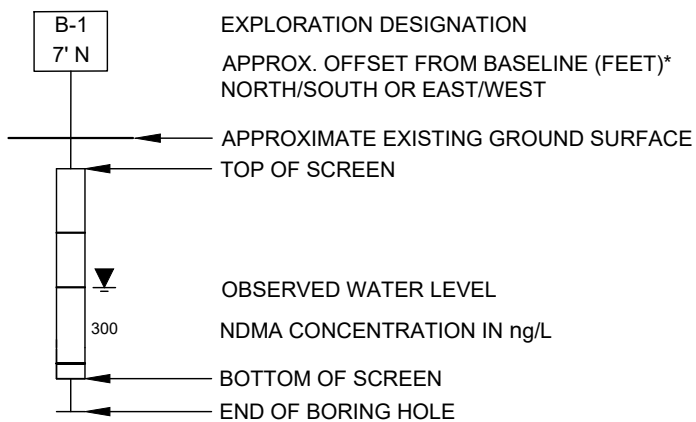 B-1
7' N
EXPLORATION DESIGNATION
APPROX. OFFSET FROM BASELINE (FEET)*
NORTH/SOUTH OR EAST/WEST
APPROXIMATE EXISTING GROUND SURFACE
TOP OF SCREEN
OBSERVED WATER LEVEL
300
NDMA CONCENTRATION IN ng/L
BOTTOM OF SCREEN
END OF BORING HOLE